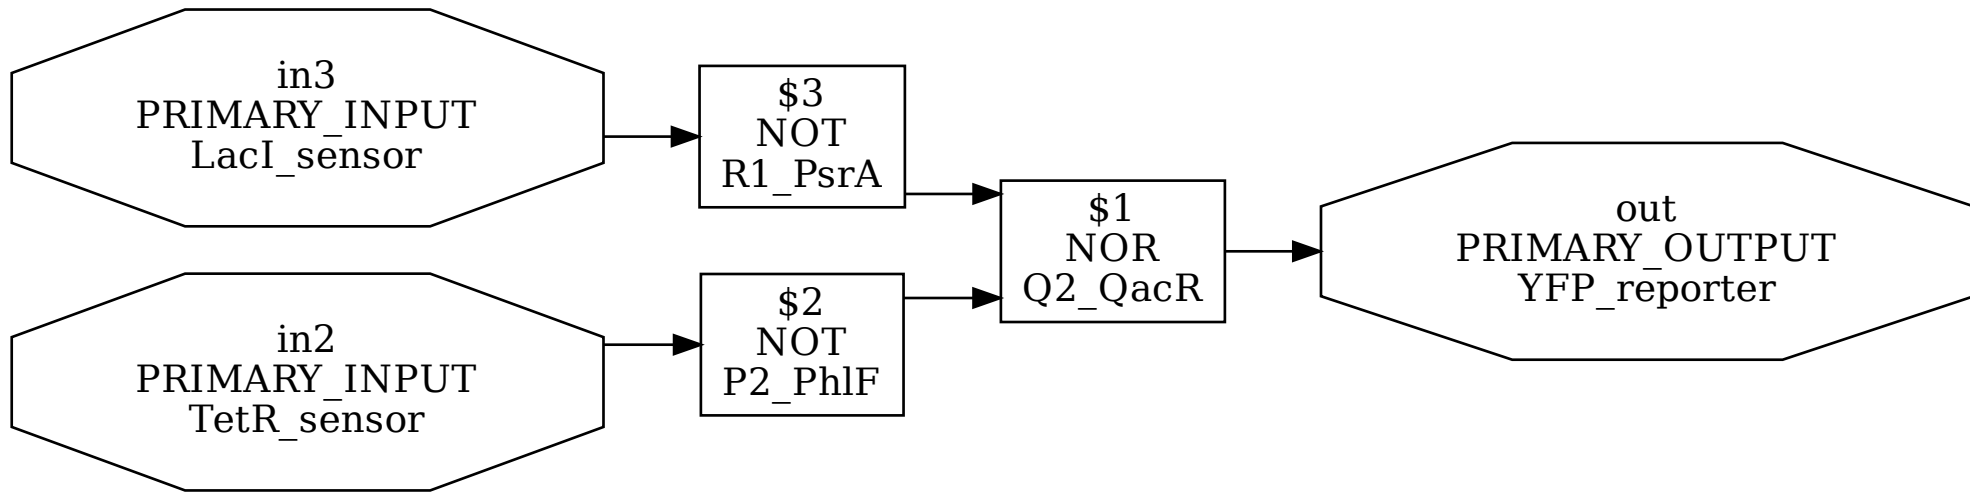 in3
PRIMARY_INPUT
LacI_sensor
$3
NOT
R1_PsrA
in2
PRIMARY_INPUT
TetR_sensor
$2
NOT
P2_PhlF
$1
NOR
Q2_QacR
out
PRIMARY_OUTPUT
YFP_reporter